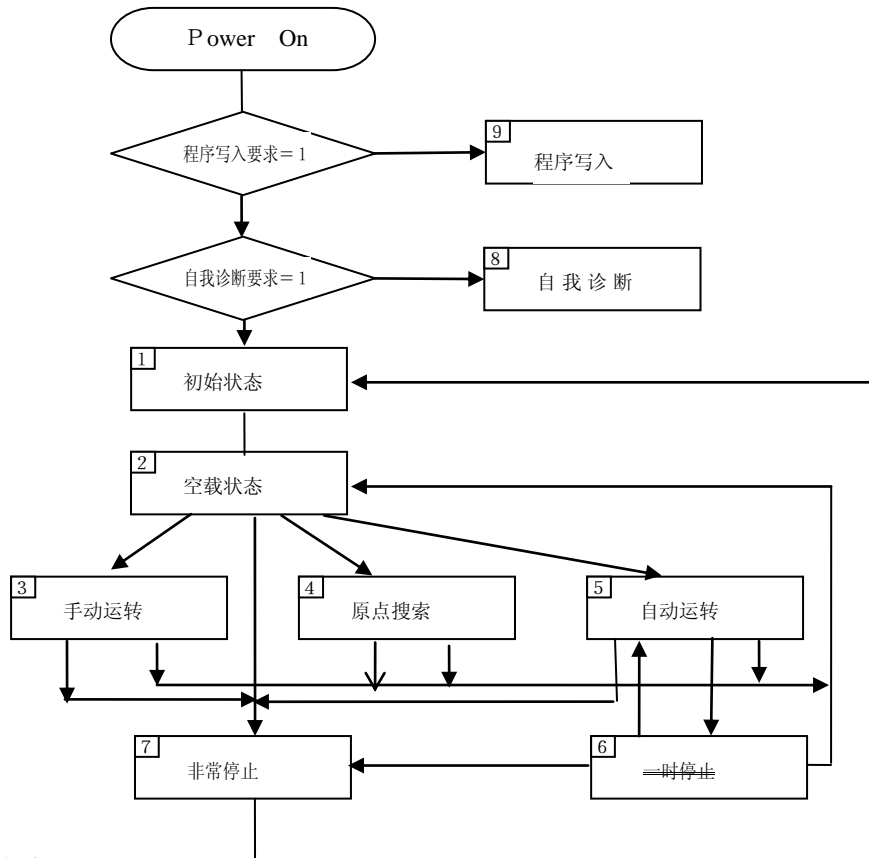 Ｐower On
程序写入要求＝1
9
程序写入
自我诊断要求＝1
8
自 我 诊 断
1
初始状态
2
空载状态
3
手动运转
4
原点搜索
5
自动运转
7
非常停止
6
一时停止